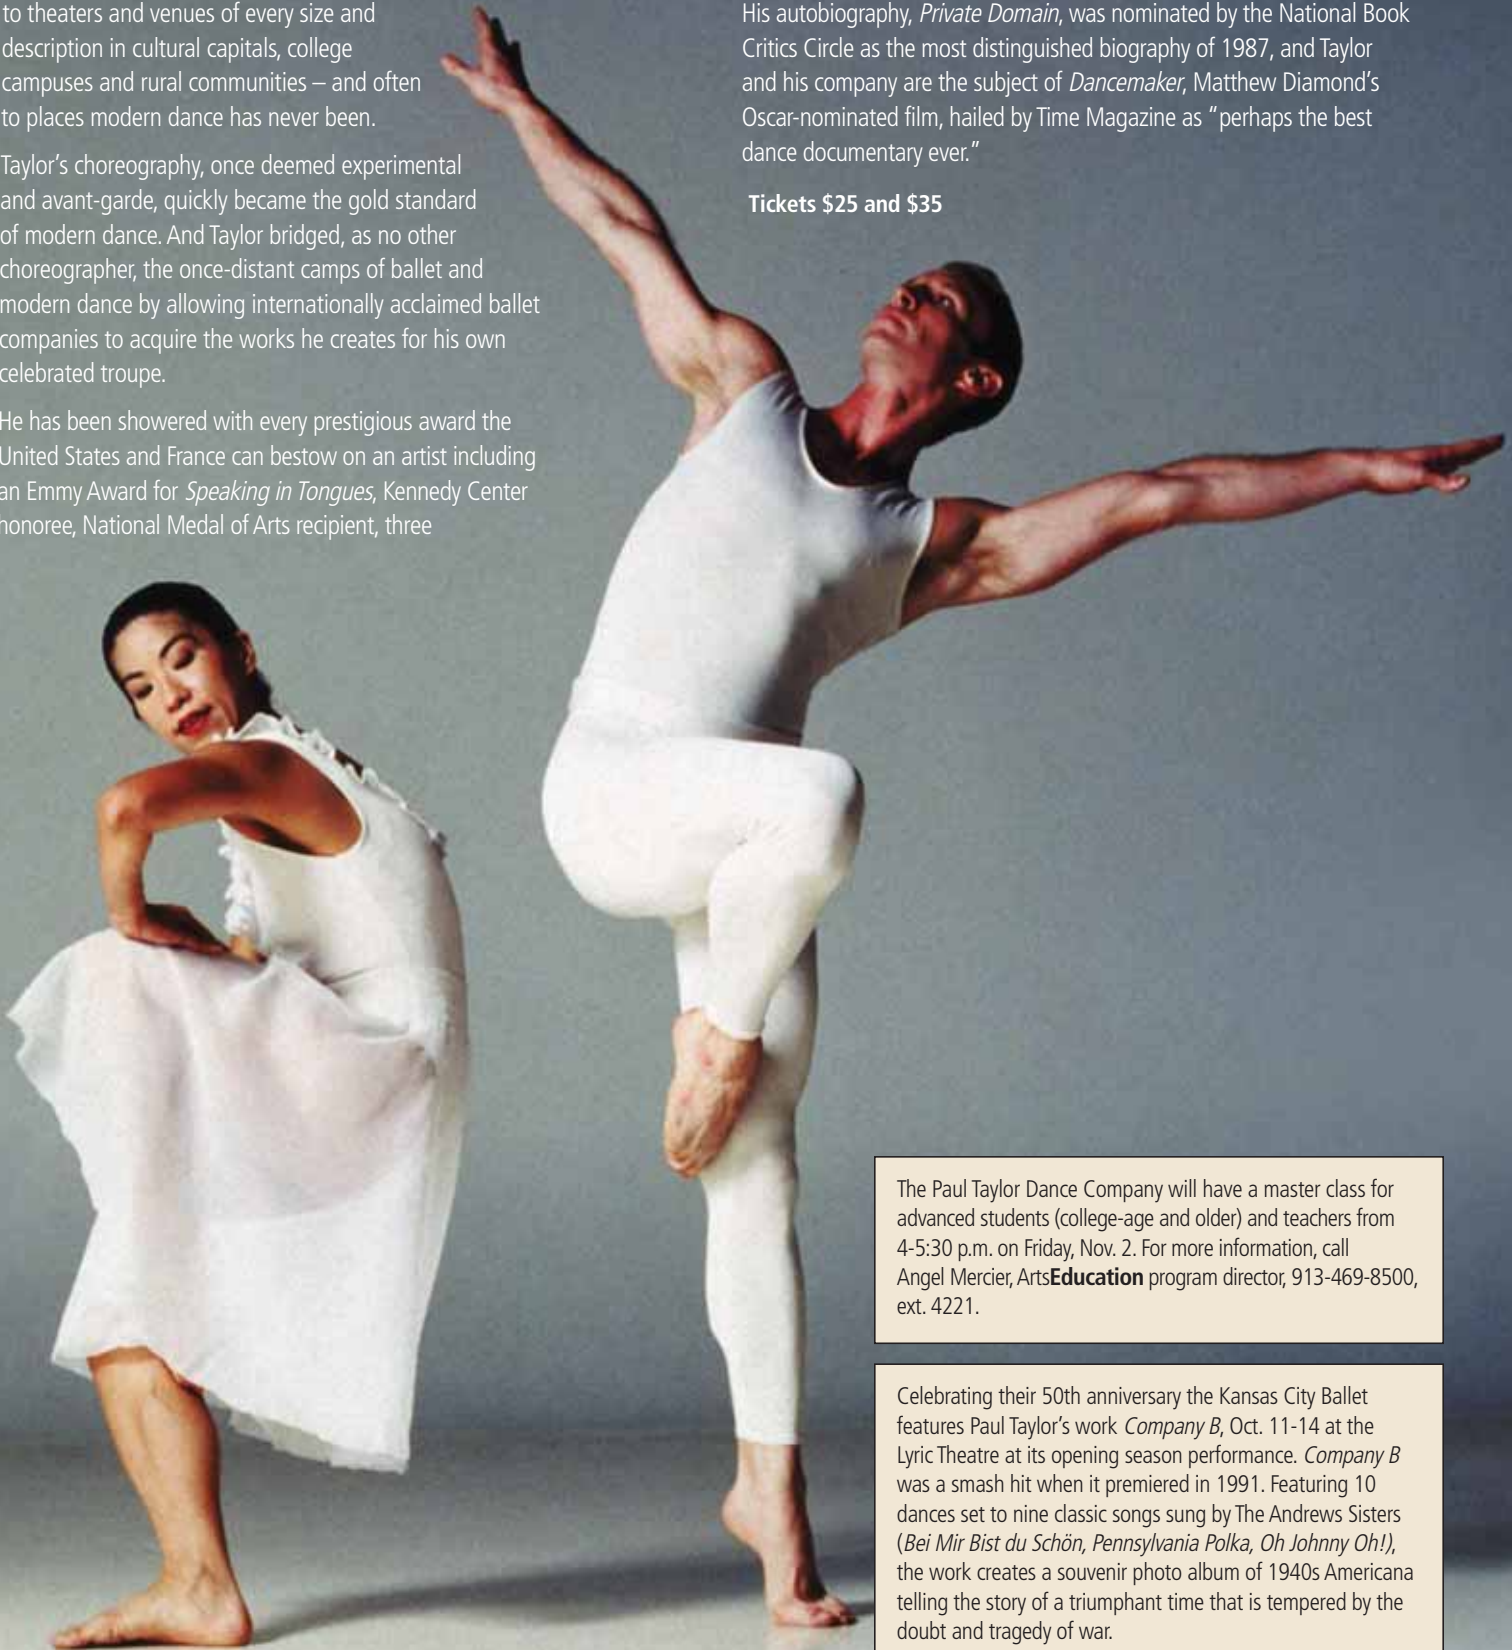 to theaters and venues of every size and
description in cultural capitals, college
campuses and rural communities – and often
to places modern dance has never been.
Taylor's choreography, once deemed experimental
and avant-garde, quickly became the gold standard
of modern dance. And Taylor bridged, as no other
choreographer, the once-distant camps of ballet and
modern dance by allowing internationally acclaimed ballet
companies to acquire the works he creates for his own
celebrated troupe.
He has been showered with every prestigious award the
United States and France can bestow on an artist including
an Emmy Award for Speaking in Tongues, Kennedy Center
honoree, National Medal of Arts recipient, three
His autobiography, Private Domain, was nominated by the National Book
Critics Circle as the most distinguished biography of 1987, and Taylor
and his company are the subject of Dancemaker, Matthew Diamond's
Oscar-nominated film, hailed by Time Magazine as “perhaps the best
dance documentary ever.”
Tickets $25 and $35
The Paul Taylor Dance Company will have a master class for
advanced students (college-age and older) and teachers from
4-5:30 p.m. on Friday, Nov. 2. For more information, call
Angel Mercier, ArtsEducation program director, 913-469-8500,
ext. 4221.
Celebrating their 50th anniversary the Kansas City Ballet
features Paul Taylor's work Company B, Oct. 11-14 at the
Lyric Theatre at its opening season performance. Company B
was a smash hit when it premiered in 1991. Featuring 10
dances set to nine classic songs sung by The Andrews Sisters
(Bei Mir Bist du Schön, Pennsylvania Polka, Oh Johnny Oh!),
the work creates a souvenir photo album of 1940s Americana
telling the story of a triumphant time that is tempered by the
doubt and tragedy of war.